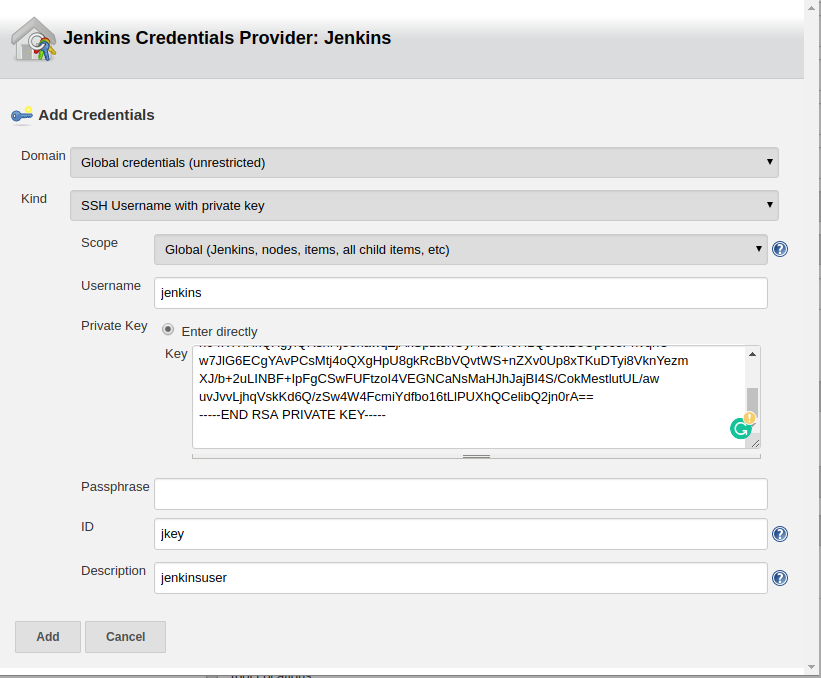 Jenkins Credentials Provider: Jenkins
Add Credentials
Domain
Global credentials (unrestricted)
Kind
SSH Username with private key
Scope
Global (Jenkins, nodes, items, all child items, etc)
Username
jenkins
Private Key
Enter directly
Key
w7JIG6ECgYAvPCsMtj4oQXgHpU8gkRcBbVQvtWS+nZXv0Up8xTKuDTyi8VknYezm
XJ/b+2uLINBF+lpFgCSwFUFtzoI4VEGNCaNsMaHJhJajBI4S/CokMestlutUL/aw
uvJvvLjhqVskKd6Q/zSw4W4FcmiYdfbo16tLlPUXhQCelibQ2jn0rA==
-----END RSA PRIVATE KEY-----
Passphrase
ID
jkey
Description
jenkinsuser
Add
Cancel